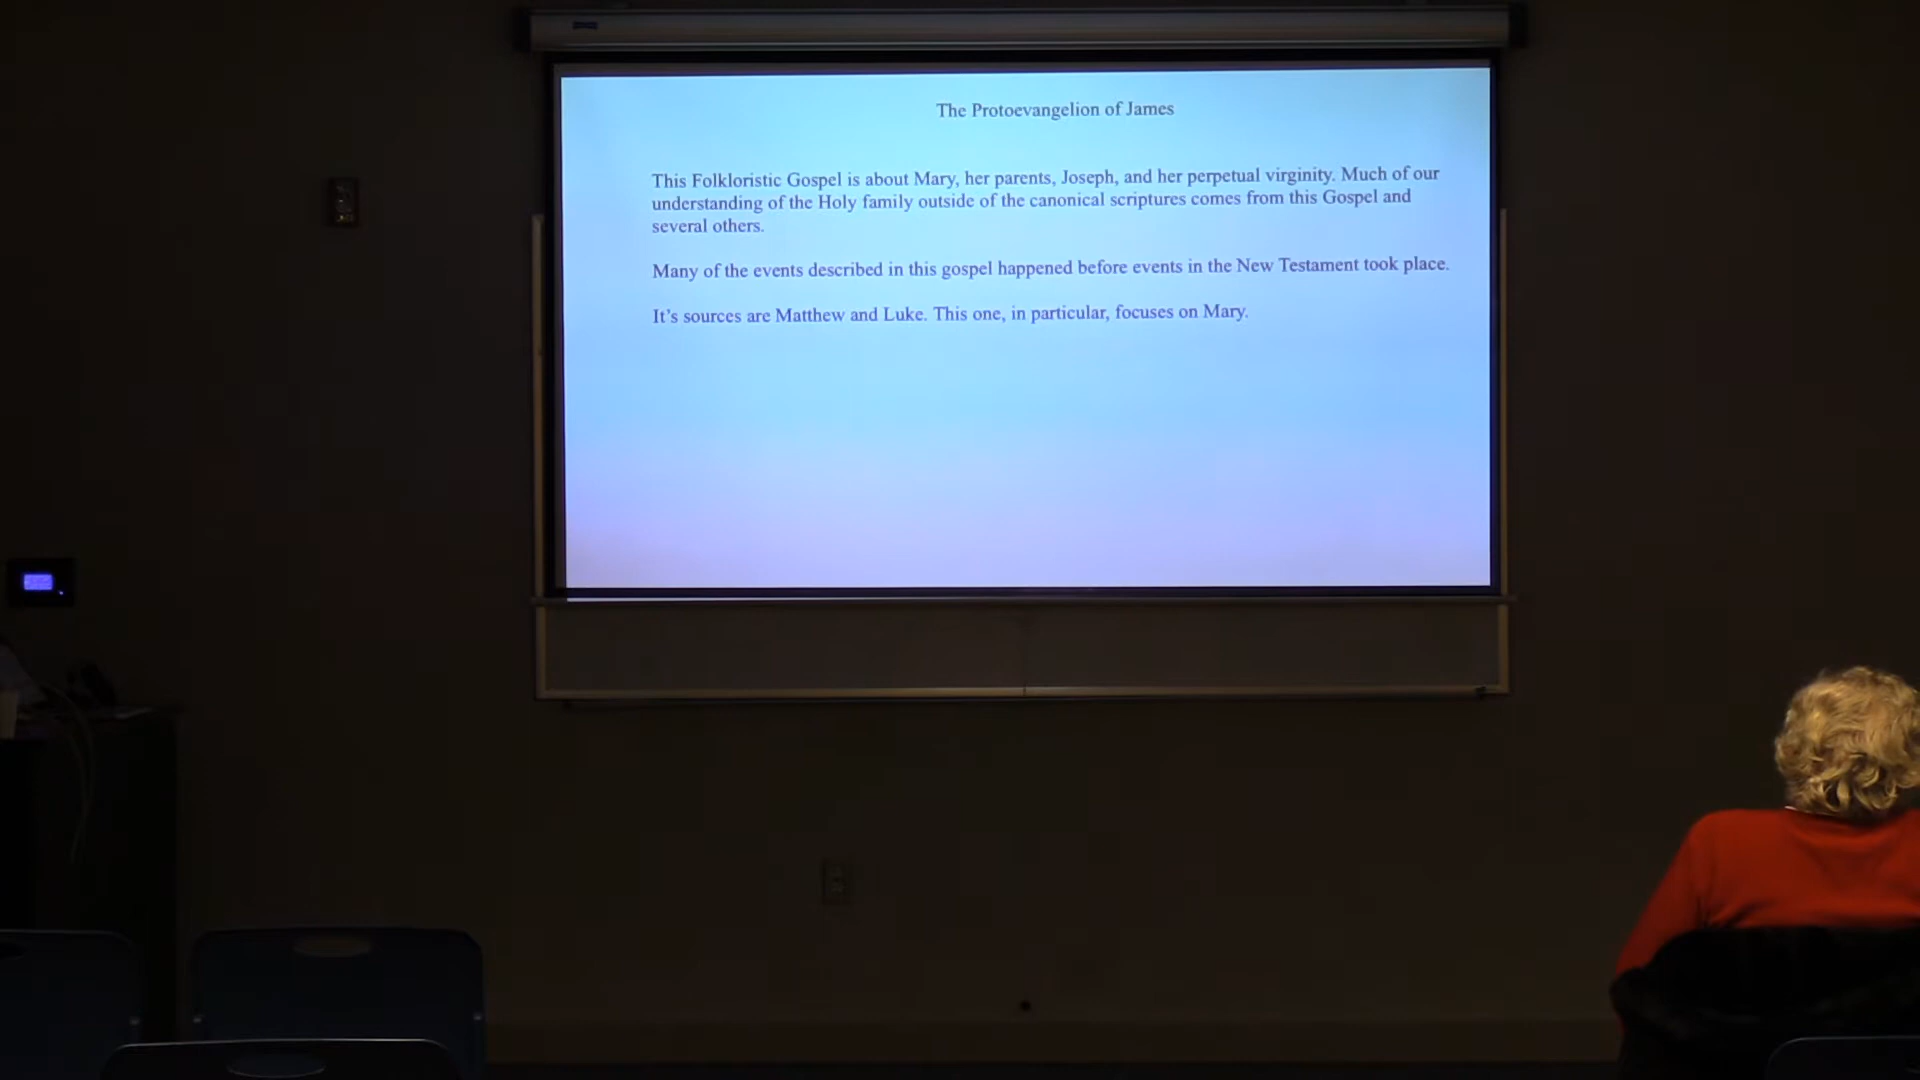 The Protoevangelion of James
This Folkloristic Gospel is about Mary, her parents, Joseph, and her perpetual virginity. Much of our
understanding of the Holy family outside of the canonical scriptures comes from this Gospel and
several others.
Many of the events described in this gospel happened before events in the New Testament took place.
It's sources are Matthew and Luke. This one, in particular, focuses on Mary.